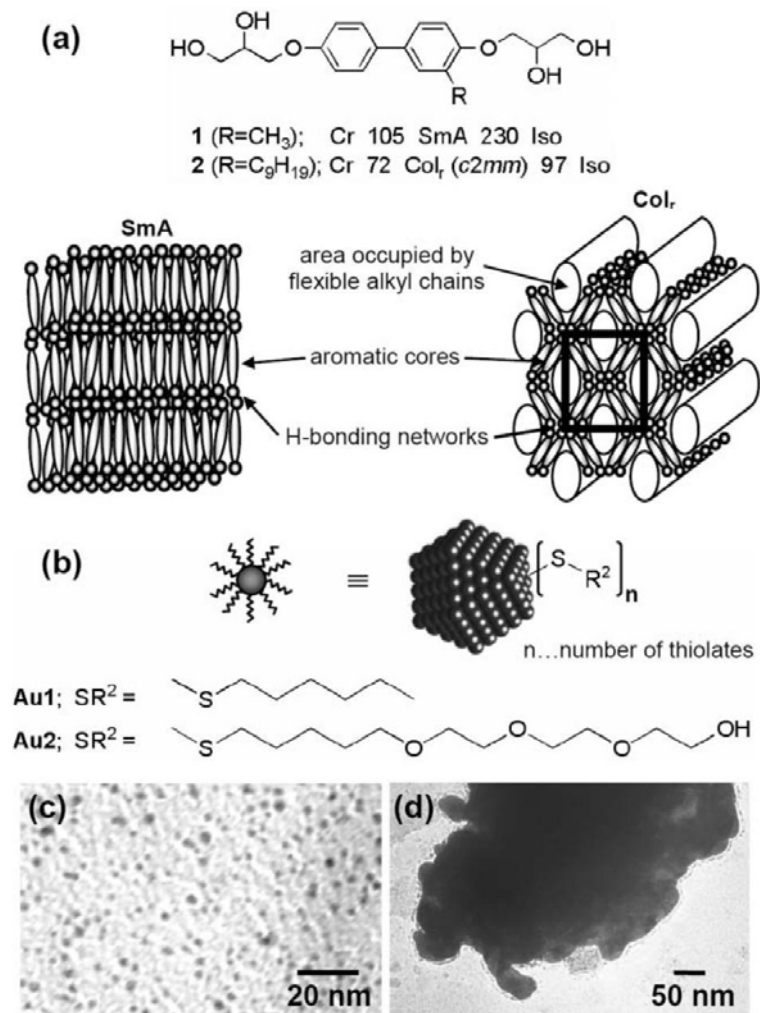 (a)
HO
OH
O
O
OH
OH
R
1 (R=CH₃); Cr 105 SmA 230 Iso
2 (R=C₉H₁₉); Cr 72 Colᵣ (c2mm) 97 Iso
SmA
Colᵣ
area occupied by
flexible alkyl chains
aromatic cores
H-bonding networks
(b)
≡
[S R²]n
n...number of thiolates
Au1; SR² = S
Au2; SR² = S O O O OH
(c)
(d)
20 nm
50 nm